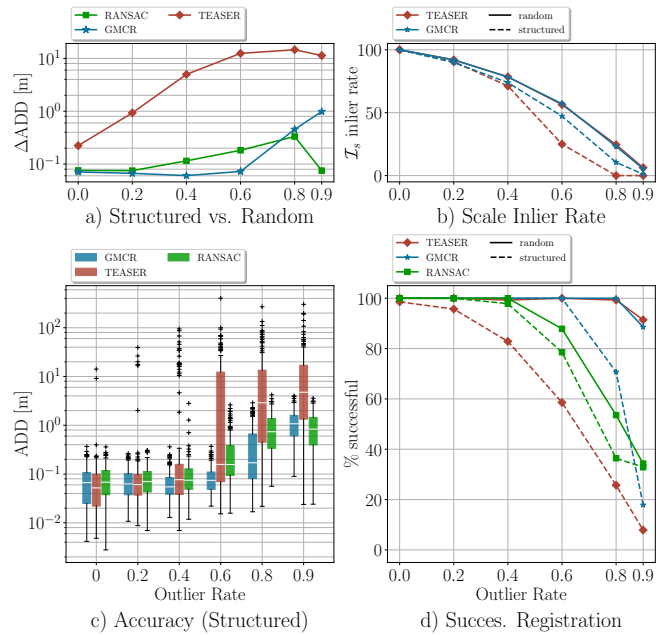 RANSAC TEASER
GMCR
ΔADD [m]
10^1
10^0
10^{-1}
0.0 0.2 0.4 0.6 0.8 0.9
a) Structured vs. Random
TEASER random
GMCR structured
I_s inlier rate
100
50
0
0.0 0.2 0.4 0.6 0.8 0.9
b) Scale Inlier Rate
GMCR RANSAC
TEASER
ADD [m]
10^2
10^1
10^0
10^{-1}
10^{-2}
0 0.2 0.4 0.6 0.8 0.9
Outlier Rate
c) Accuracy (Structured)
TEASER random
GMCR structured
RANSAC
% successful
100
80
60
40
20
0
0.0 0.2 0.4 0.6 0.8 0.9
Outlier Rate
d) Succes. Registration